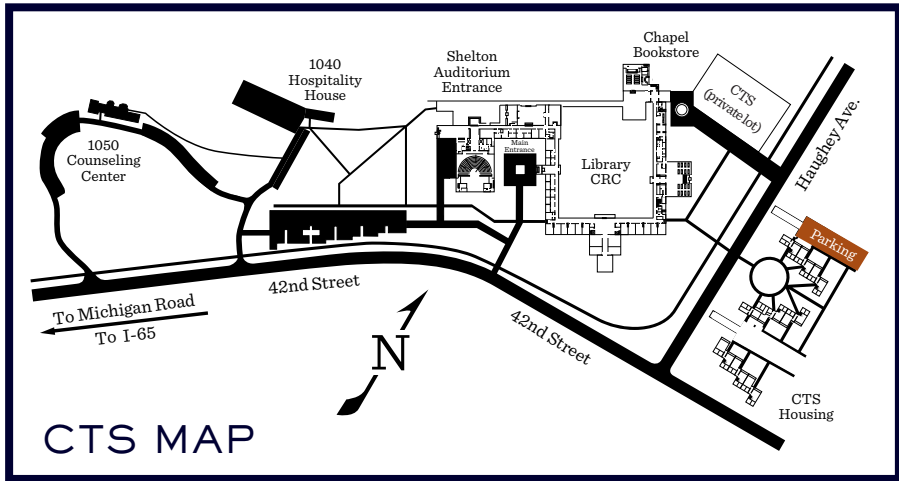 Chapel
Bookstore
Shelton
Auditorium
Entrance
1040
Hospitality
House
CTS
(private lot)
Haughey Ave.
1050
Counseling
Center
Main
Entrance
Library
CRC
Parking
42nd Street
To Michigan Road
To I-65
42nd Street
N
CTS
Housing
CTS MAP